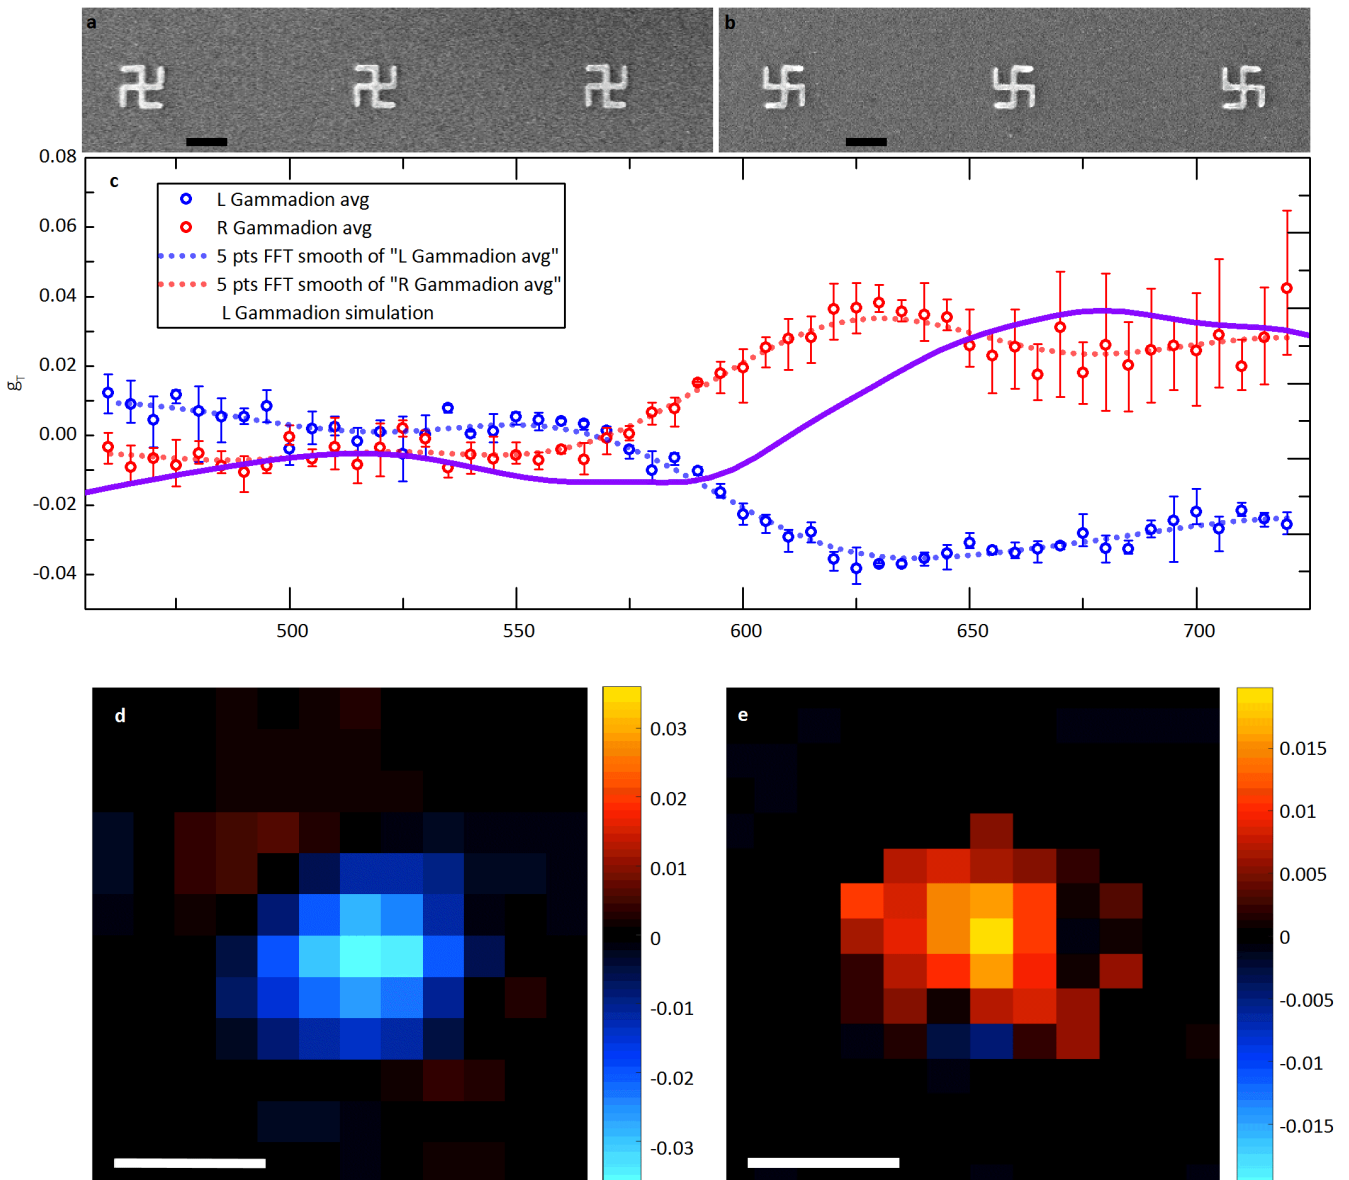 a
b
0.08
0.06
0.04
0.02
0.00
-0.02
-0.04
gT
c
L Gammadion avg
R Gammadion avg
5 pts FFT smooth of "L Gammadion avg"
5 pts FFT smooth of "R Gammadion avg"
L Gammadion simulation
500
550
600
650
700
d
0.03
0.02
0.01
0
-0.01
-0.02
-0.03
e
0.015
0.01
0.005
0
-0.005
-0.01
-0.015